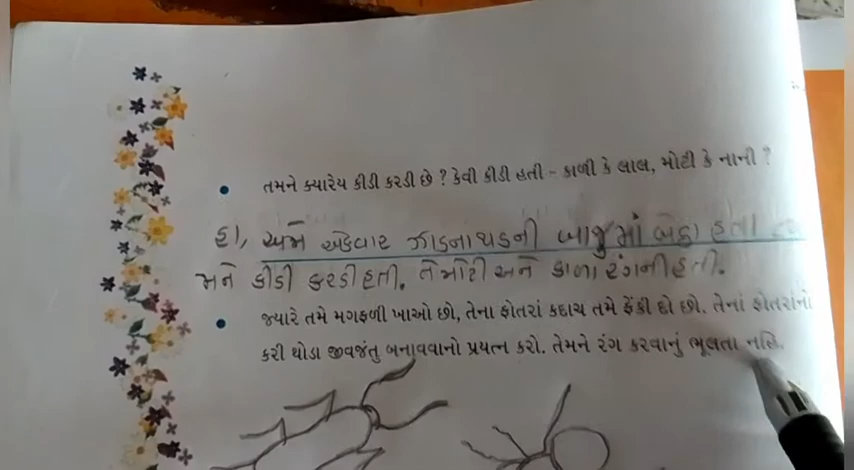 તમને ક્યારેય કીડી કરડી છે ? કેવી કીડી હતી - કાળી કે લાલ, મોટી કે નાની ?
હા, અમે એકવાર ઝાડના થડની બાજુમાં બેઠા હતા
મને કીડી કરડી હતી. તે મોટી અને કાળા રંગની હતી.
જ્યારે તમે મગફળી ખાઓ છો, તેના ફોતરાં કદાચ તમે ફેંકી દો છો. તેનાં ફોતરાંનો
કરી થોડા જીવજંતુ બનાવવાનો પ્રયત્ન કરો. તેમને રંગ કરવાનું ભૂલતા નહિ.